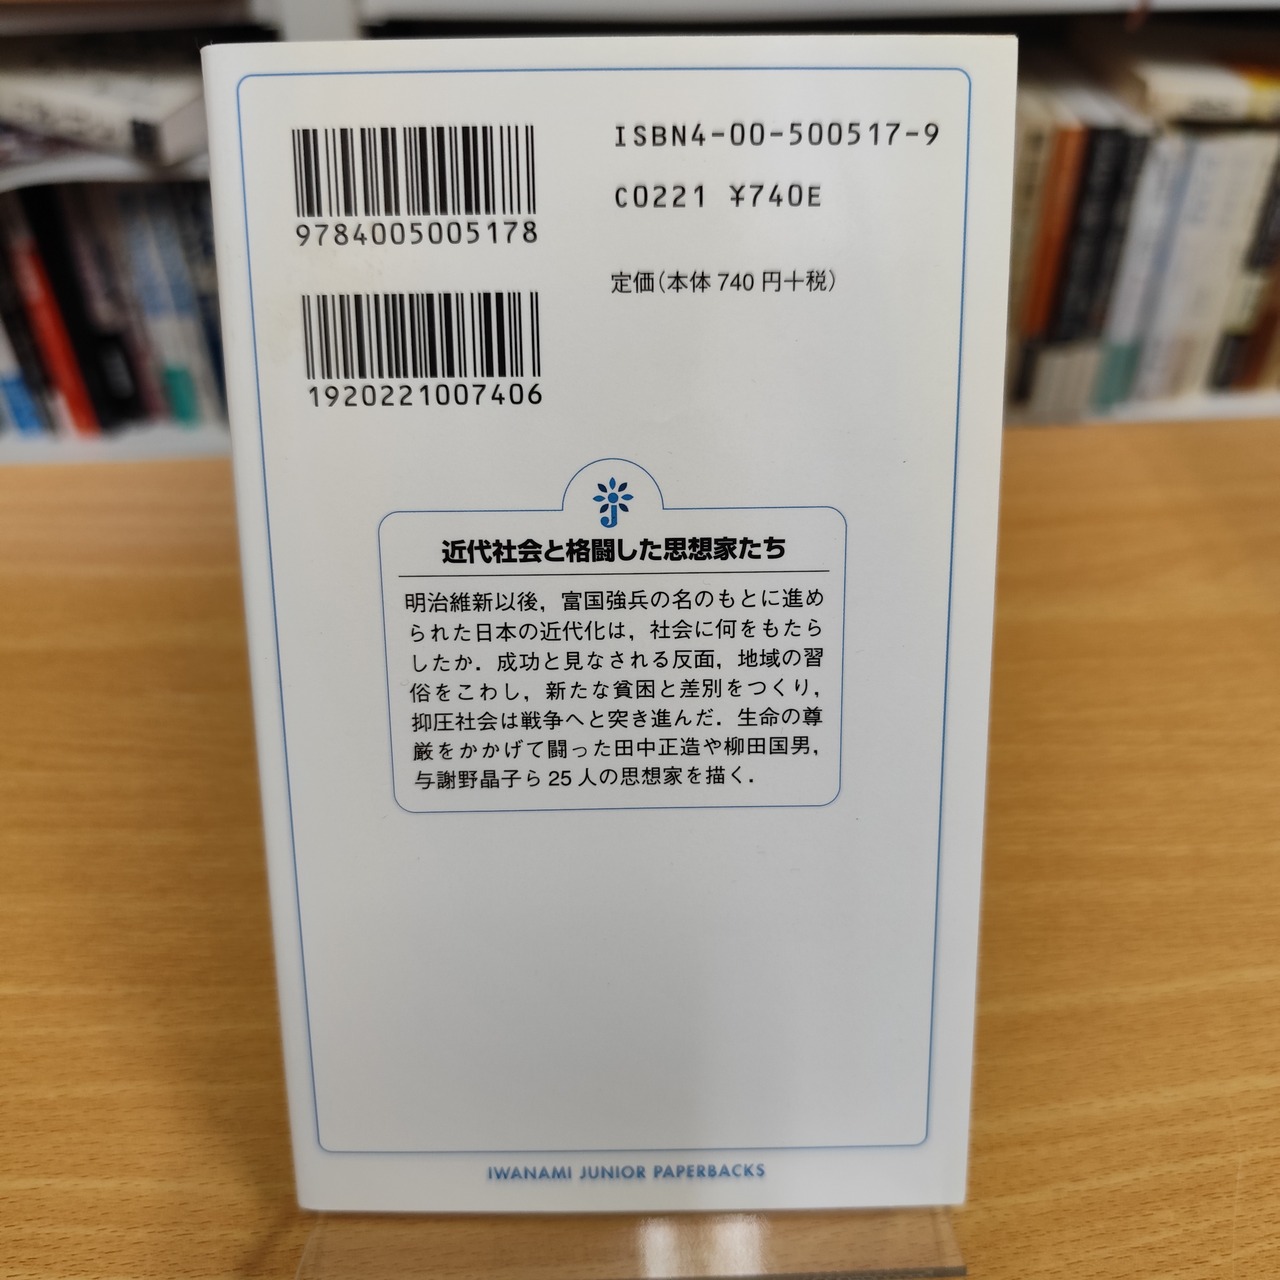 ISBN4-00-500517-9
C0221 ¥740E
9784005005178
定価(本体 740 円+税)
1920221007406
近代社会と格闘した思想家たち
明治維新以後，富国強兵の名のもとに進め
られた日本の近代化は，社会に何をもたら
したか．成功と見なされる反面，地域の習
俗をこわし，新たな貧困と差別をつくり，
抑圧社会は戦争へと突き進んだ．生命の尊
厳をかかげて闘った田中正造や柳田国男，
与謝野晶子ら 25 人の思想家を描く．
IWANAMI JUNIOR PAPERBACKS